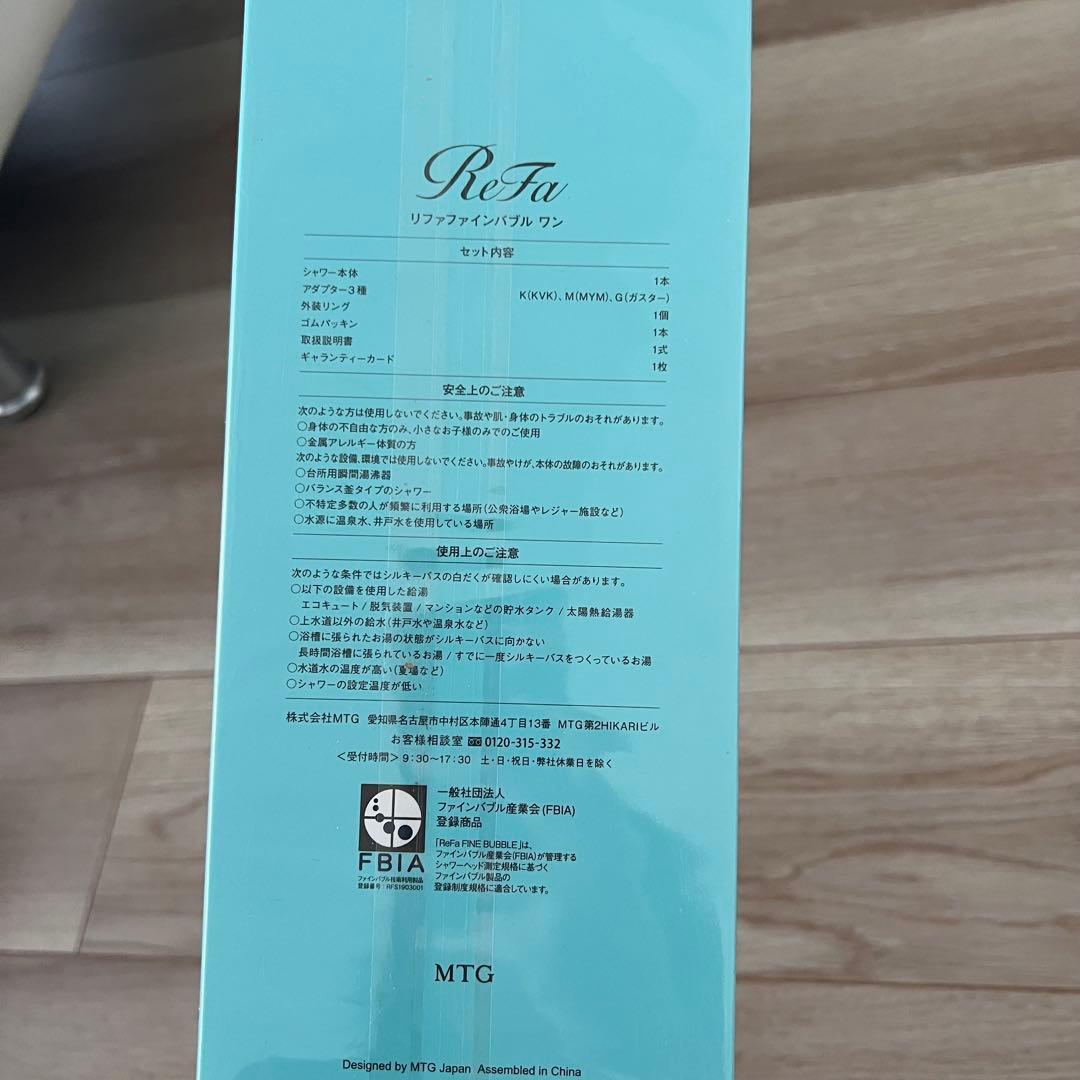 ReFa
リファファインバブル ワン
セット内容
シャワー本体 1本
アダプター3種 K(KVK)、M(MYM)、G(ガスター)
外装リング 1個
ゴムパッキン 1本
取扱説明書 1式
ギャランティーカード 1枚
安全上のご注意
次のような方は使用しないでください。事故や肌・身体のトラブルのおそれがあります。
○身体の不自由な方のみ、小さなお子様のみでのご使用
○金属アレルギー体質の方
次のような設備、環境では使用しないでください。事故やけが、本体の故障のおそれがあります。
○台所用瞬間湯沸器
○バランス釜タイプのシャワー
○不特定多数の人が頻繁に利用する場所(公衆浴場やレジャー施設など)
○水源に温泉水、井戸水を使用している場所
使用上のご注意
次のような条件ではシルキーバスの白だくが確認しにくい場合があります。
○以下の設備を使用した給湯
エコキュート / 脱気装置 / マンションなどの貯水タンク / 太陽熱給湯器
○上水道以外の給水(井戸水や温泉水など)
○浴槽に張られたお湯の状態がシルキーバスに向かない
長時間浴槽に張られているお湯 / すでに一度シルキーバスをつくっているお湯
○水道水の温度が高い(夏場など)
○シャワーの設定温度が低い
株式会社MTG 愛知県名古屋市中村区本陣通4丁目13番 MTG第2HIKARIビル
お客様相談室 0120-315-332
<受付時間> 9:30〜17:30 土・日・祝日・弊社休業日を除く
一般社団法人
ファインバブル産業会(FBIA)
登録商品
「ReFa FINE BUBBLE」は、
ファインバブル産業会(FBIA)が管理する
シャワーヘッド測定規格に基づく
ファインバブル製品の
登録制度規格に適合しています。
FBIA
ファインバブル技術利用製品
登録番号:RFS1903001
MTG
Designed by MTG Japan Assembled in China